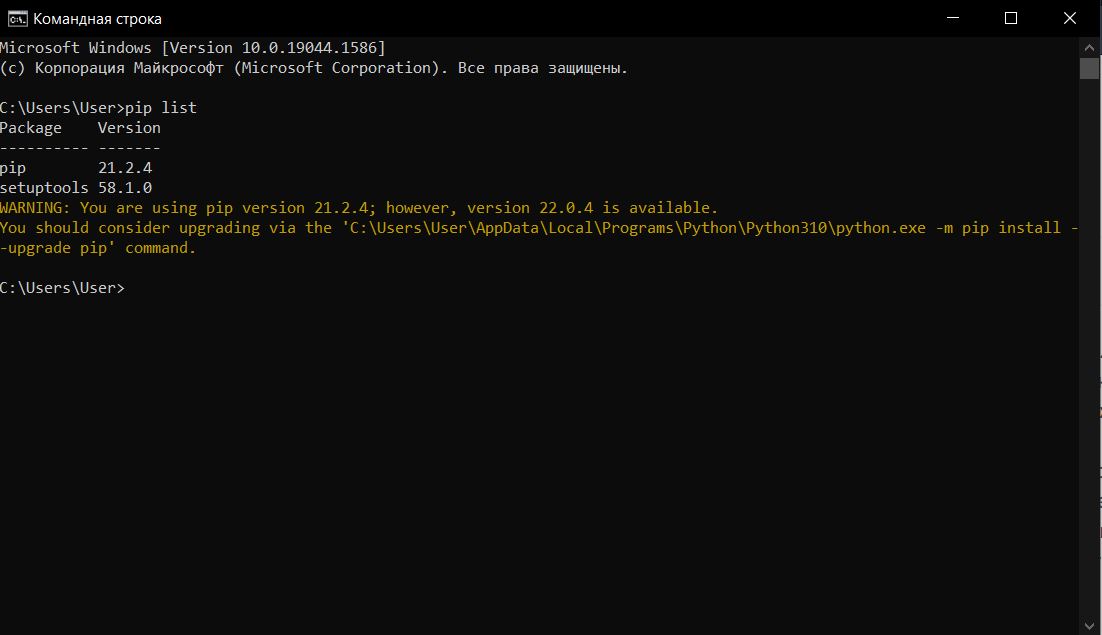 Командная строка
Microsoft Windows [Version 10.0.19044.1586]
(c) Корпорация Майкрософт (Microsoft Corporation). Все права защищены.
C:\Users\User>pip list
Package    Version
---------- -------
pip        21.2.4
setuptools 58.1.0
WARNING: You are using pip version 21.2.4; however, version 22.0.4 is available.
You should consider upgrading via the 'C:\Users\User\AppData\Local\Programs\Python\Python310\python.exe -m pip install -
-upgrade pip' command.
C:\Users\User>